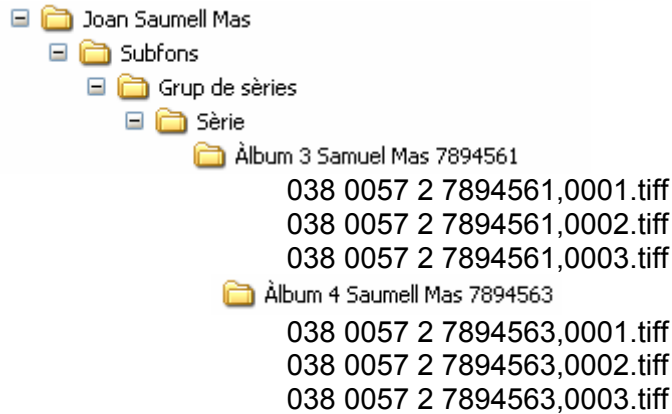 Joan Saumell Mas
Subfons
Grup de sèries
Sèrie
Àlbum 3 Samuel Mas 7894561
038 0057 2 7894561,0001.tiff
038 0057 2 7894561,0002.tiff
038 0057 2 7894561,0003.tiff
Àlbum 4 Saumell Mas 7894563
038 0057 2 7894563,0001.tiff
038 0057 2 7894563,0002.tiff
038 0057 2 7894563,0003.tiff